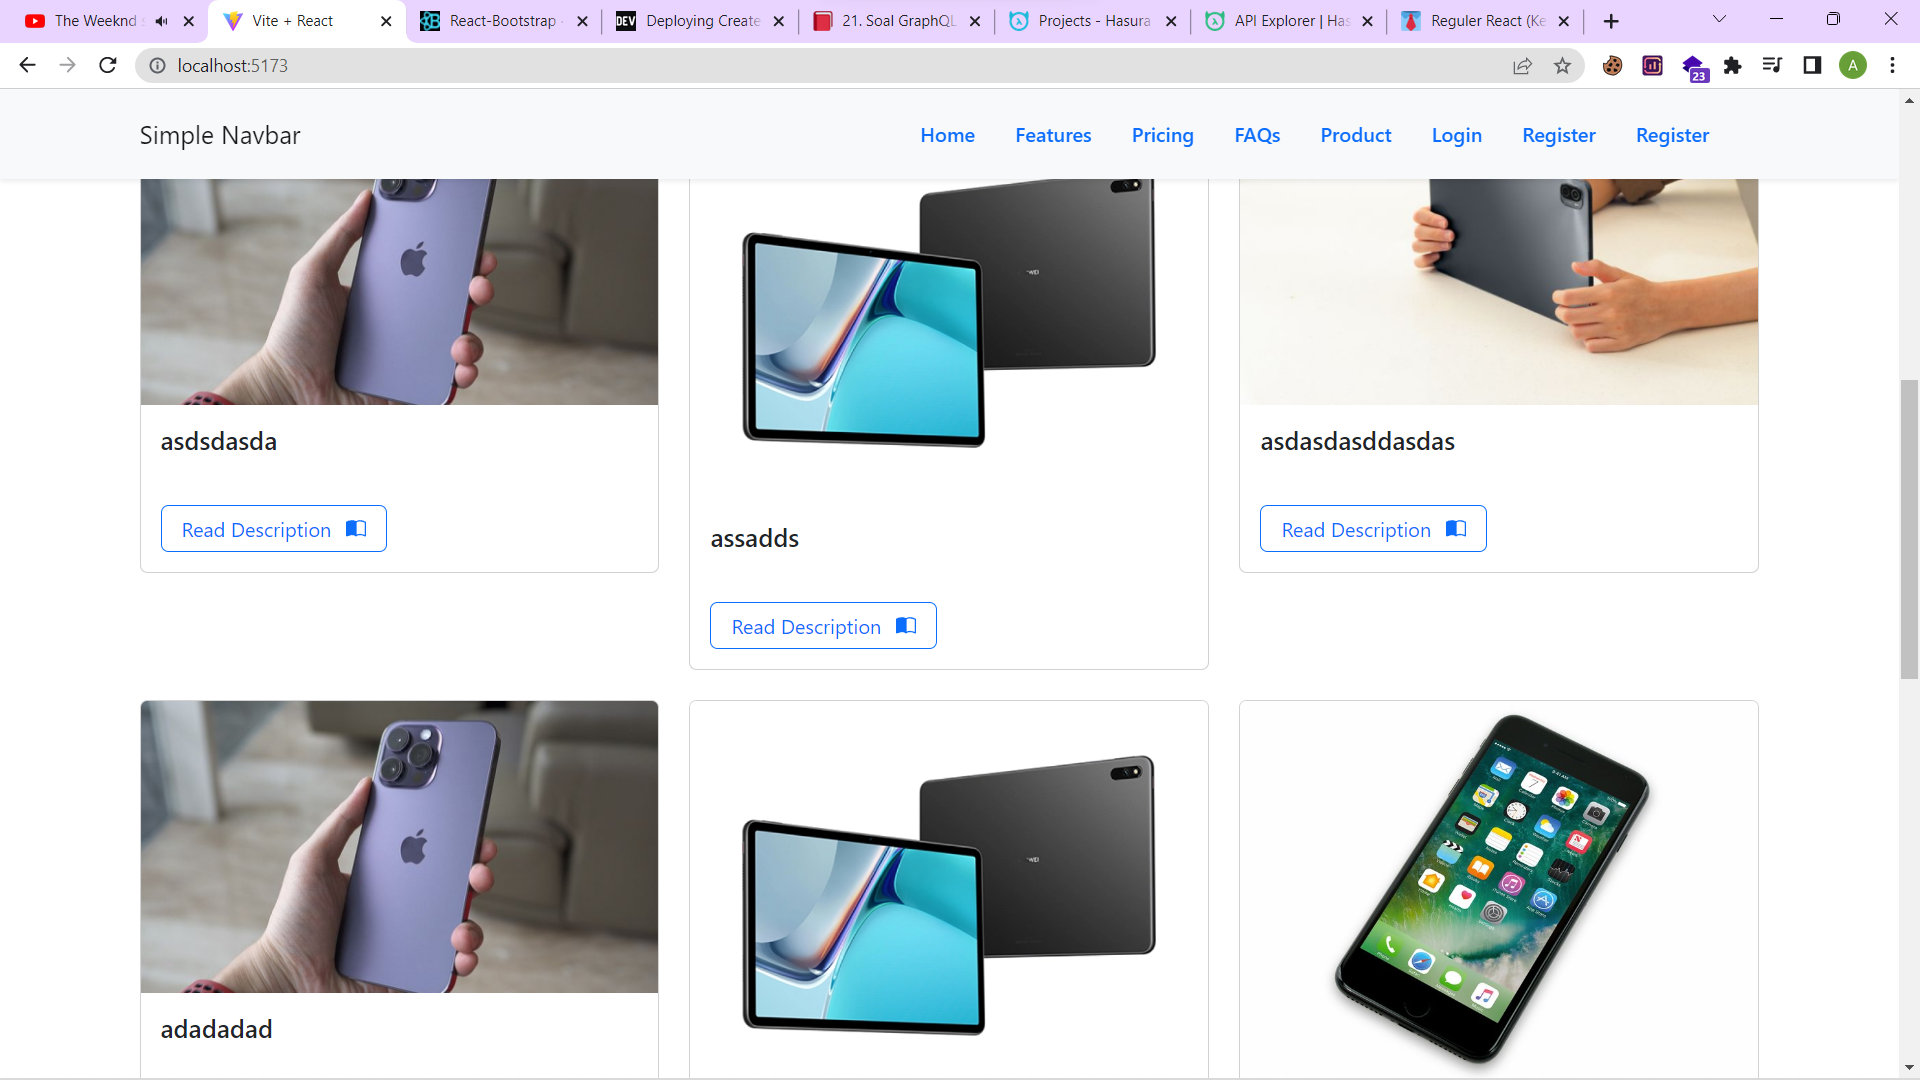 The Weeknd
Vite + React
React-Bootstrap
Deploying Create
21. Soal GraphQL
Projects - Hasura
API Explorer | Has
Reguler React (Ke
localhost:5173
23
A
Simple Navbar
Home
Features
Pricing
FAQs
Product
Login
Register
Register
asdsdasda
Read Description
assadds
Read Description
asdasdasddasdas
Read Description
adadadad